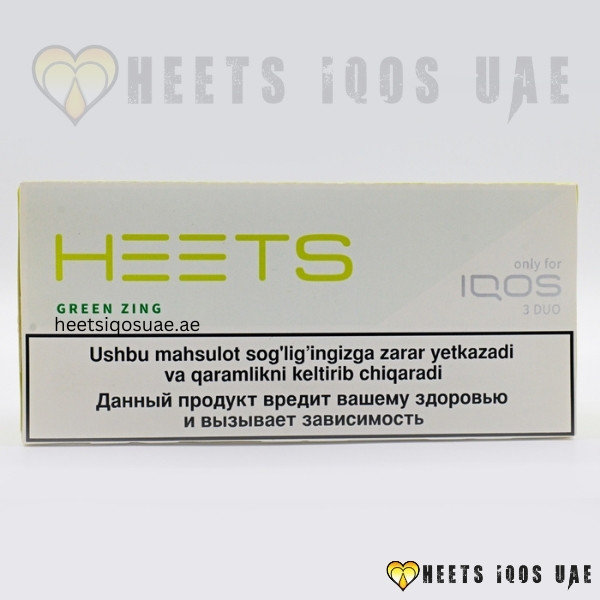 HEETS iQOS UAE
HEETS
only for
IQOS
3 DUO
GREEN ZING
heetsiqosuae.ae
Ushbu mahsulot sog'lig’ingizga zarar yetkazadi
va qaramlikni keltirib chiqaradi
Данный продукт вредит вашему здоровью
и вызывает зависимость
HEETS iQOS UAE